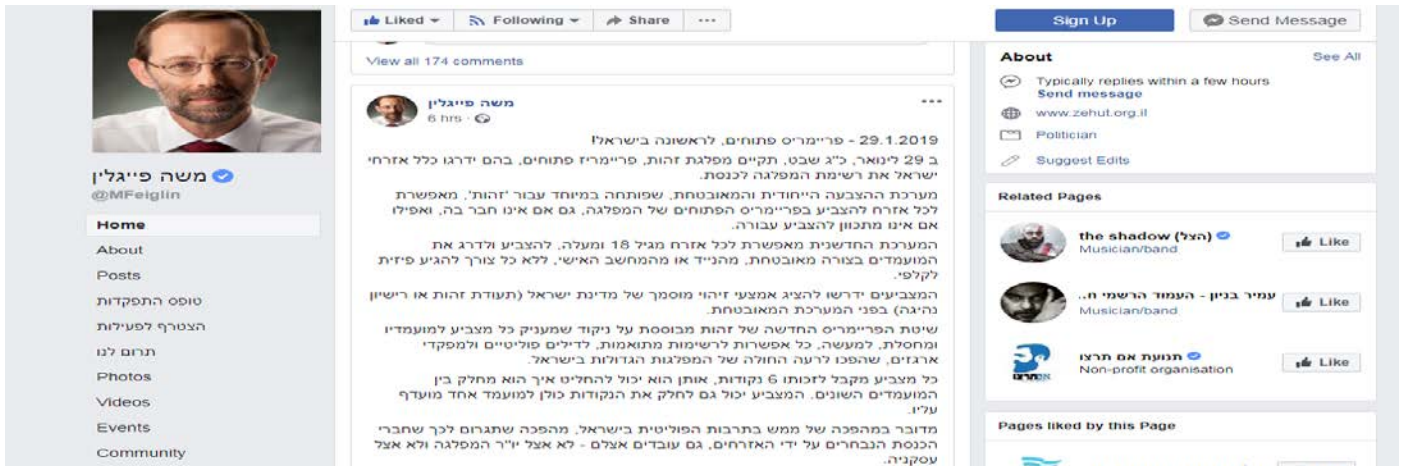 Liked
Following
Share
Sign Up
Send Message
View all 174 comments
משה פייגלין
@MFeiglin
Home
About
Posts
טופס התפקדות
הצטרף לפעילות
תרום לנו
Photos
Videos
Events
Community
משה פייגלין
6 hrs
29.1.2019 - פריימריס פתוחים, לראשונה בישראל!
ב 29 לינואר, כ"ג שבט, תקיים מפלגת זהות, פריימריז פתוחים, בהם ידרגו כלל אזרחי
ישראל את רשימת המפלגה לכנסת.
מערכת ההצבעה הייחודית והמאובטחת, שפותחה במיוחד עבור 'זהות', מאפשרת
לכל אזרח להצביע בפריימריס הפתוחים של המפלגה, גם אם אינו חבר בה, ואפילו
אם אינו מתכוון להצביע עבורה.
המערכת החדשנית מאפשרת לכל אזרח מגיל 18 ומעלה, להצביע ולדרג את
המועמדים בצורה מאובטחת, מהנייד או מהמחשב האישי, ללא כל צורך להגיע פיזית
לקלפי.
המצביעים ידרשו להציג אמצעי זיהוי מוסמך של מדינת ישראל (תעודת זהות או רישיון
נהיגה) בפני המערכת המאובטחת.
שיטת הפריימריס החדשה של זהות מבוססת על ניקוד שמעניק כל מצביע למועמדיו
ומחסלת, למעשה, כל אפשרות לרשימות מתואמות, לדילים פוליטיים ולמפקדי
ארגזים, שהפכו לרעה החולה של המפלגות הגדולות בישראל.
כל מצביע מקבל לזכותו 6 נקודות, אותן הוא יכול להחליט איך הוא מחלק בין
המועמדים השונים. המצביע יכול גם לחלק את הנקודות כולן למועמד אחד מועדף
עליו.
מדובר במהפכה של ממש בתרבות הפוליטית בישראל, מהפכה שתגרום לכך שחברי
הכנסת הנבחרים על ידי האזרחים, גם עובדים אצלם - לא אצל יו"ר המפלגה ולא אצל
עסקניה.
About
See All
Typically replies within a few hours
Send message
www.zehut.org.il
Politician
Suggest Edits
Related Pages
the shadow (הצל)
Musician/band
Like
עמיר בניון - העמוד הרשמי ח..
Musician/band
Like
תנועת אם תרצו
Non-profit organisation
Like
Pages liked by this Page